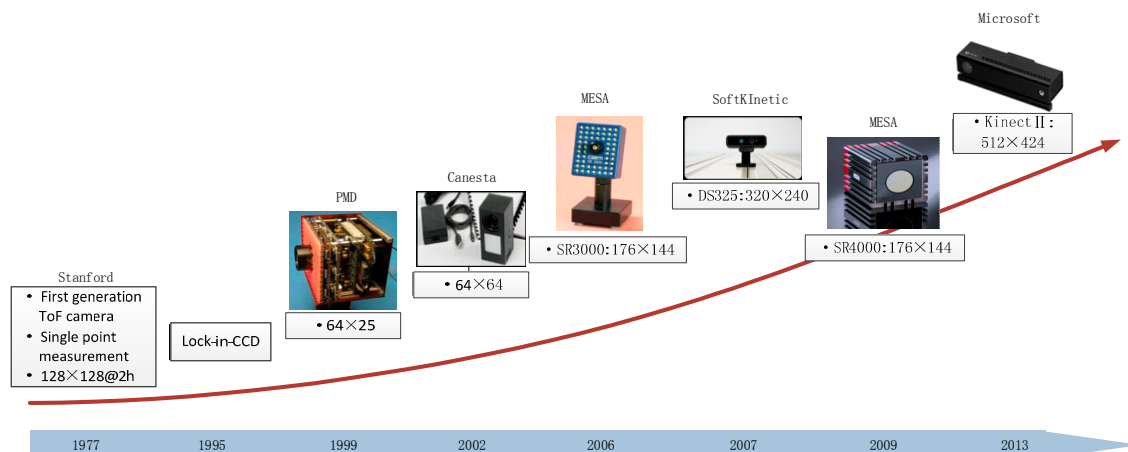 Microsoft
MESA
SoftKInetic
MESA
• Kinect Ⅱ:
512×424
Canesta
• DS325:320×240
PMD
• SR3000:176×144
• SR4000:176×144
Stanford
• 64×64
• First generation
ToF camera
• Single point
measurement
• 128×128@2h
Lock-in-CCD
• 64×25
1977 1995 1999 2002 2006 2007 2009 2013